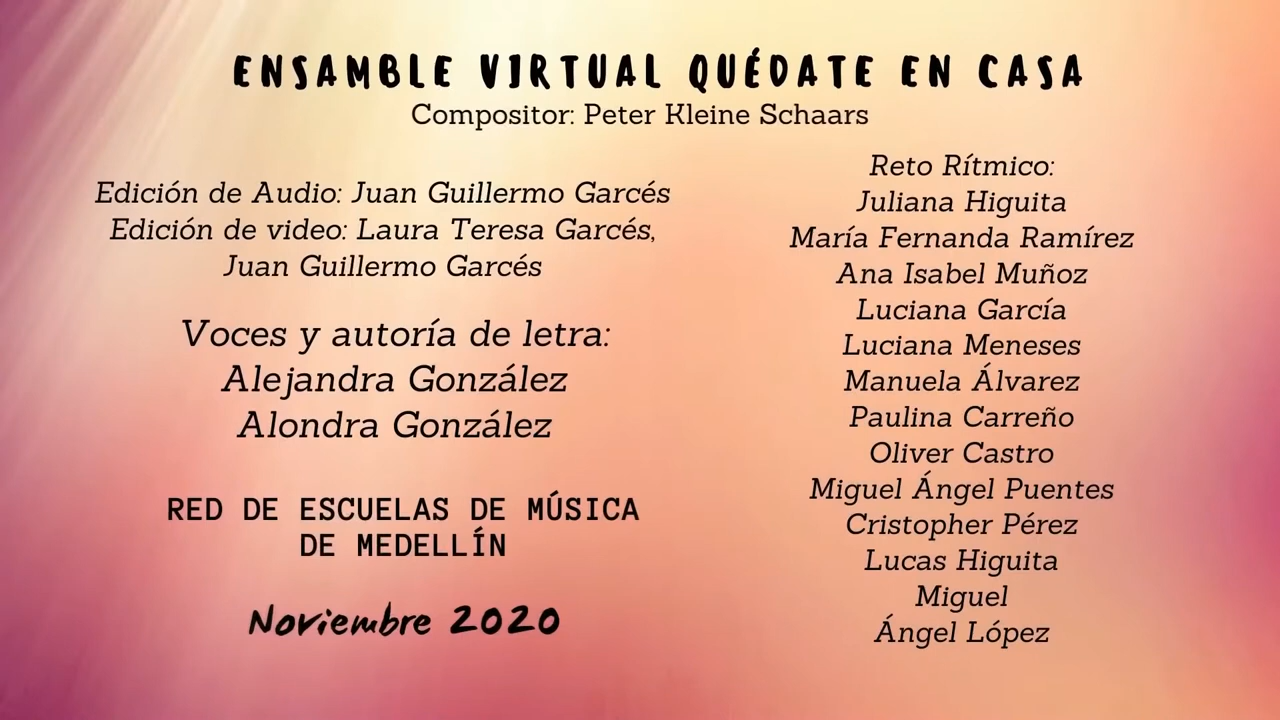 ENSAMBLE VIRTUAL QUÉDATE EN CASA
Compositor: Peter Kleine Schaars
Edición de Audio: Juan Guillermo Garcés
Edición de video: Laura Teresa Garcés,
Juan Guillermo Garcés
Voces y autoría de letra:
Alejandra González
Alondra González
RED DE ESCUELAS DE MÚSICA
DE MEDELLÍN
Noviembre 2020
Reto Rítmico:
Juliana Higuita
María Fernanda Ramírez
Ana Isabel Muñoz
Luciana García
Luciana Meneses
Manuela Álvarez
Paulina Carreño
Oliver Castro
Miguel Ángel Puentes
Cristopher Pérez
Lucas Higuita
Miguel
Ángel López